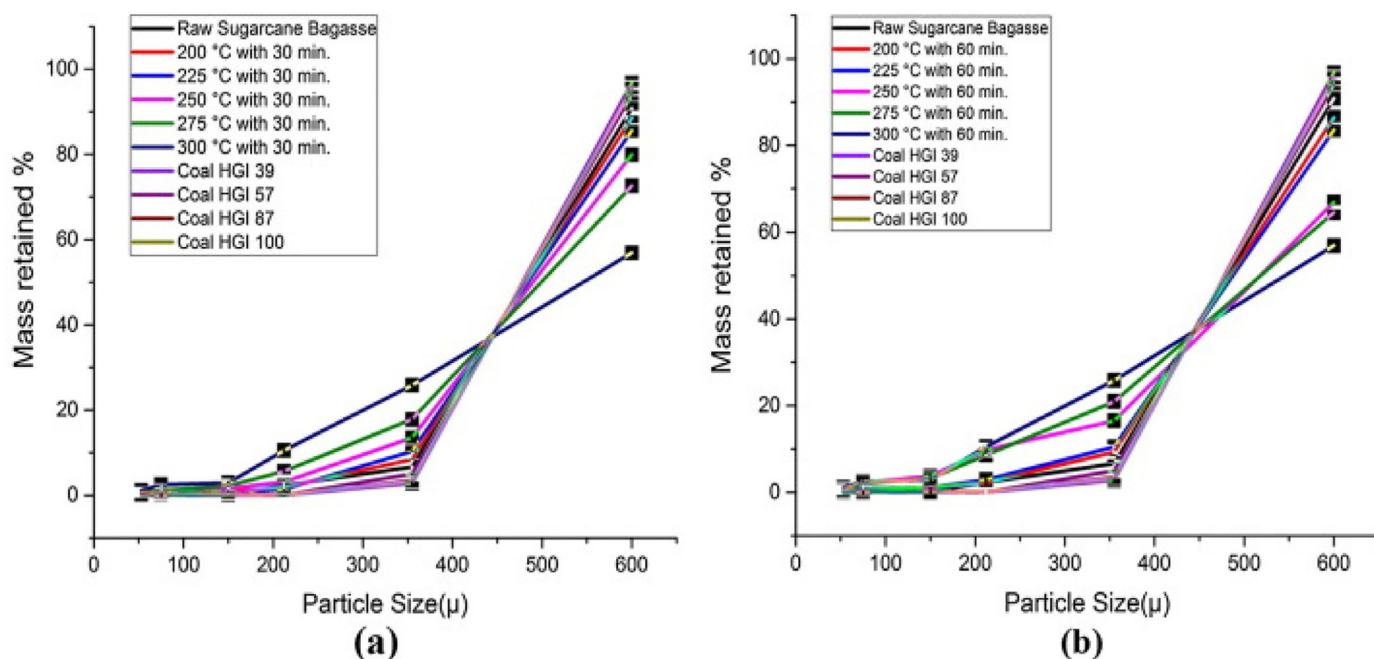 Raw Sugarcane Bagasse
200 °C with 30 min.
225 °C with 30 min.
250 °C with 30 min.
275 °C with 30 min.
300 °C with 30 min.
Coal HGI 39
Coal HGI 57
Coal HGI 87
Coal HGI 100
Mass retained %
100
80
60
40
20
0
0 100 200 300 400 500 600
Particle Size(µ)
(a)
Raw Sugarcane Bagasse
200 °C with 60 min.
225 °C with 60 min.
250 °C with 60 min.
275 °C with 60 min.
300 °C with 60 min.
Coal HGI 39
Coal HGI 57
Coal HGI 87
Coal HGI 100
Mass retained %
100
80
60
40
20
0
0 100 200 300 400 500 600
Particle Size(µ)
(b)